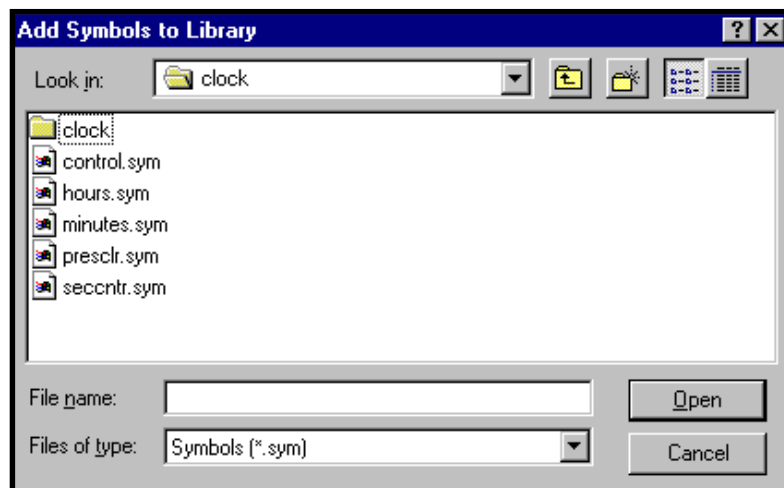 Add Symbols to Library
Look in: clock
clock
control.sym
hours.sym
minutes.sym
presclr.sym
seccntr.sym
File name: Open
Files of type: Symbols (*.sym) Cancel